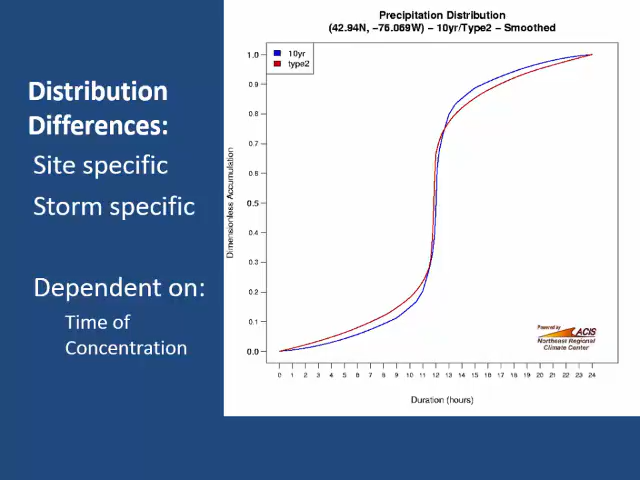 Distribution
Differences:
Site specific
Storm specific
Dependent on:
Time of
Concentration
Precipitation Distribution
(42.94N, −76.069W) − 10yr/Type2 − Smoothed
10yr
type2
Dimensionless Accumulation
1.0
0.9
0.8
0.7
0.6
0.5
0.4
0.3
0.2
0.1
0.0
0 1 2 3 4 5 6 7 8 9 10 11 12 13 14 15 16 17 18 19 20 21 22 23 24
Duration (hours)
Powered by
ACIS
Northeast Regional
Climate Center